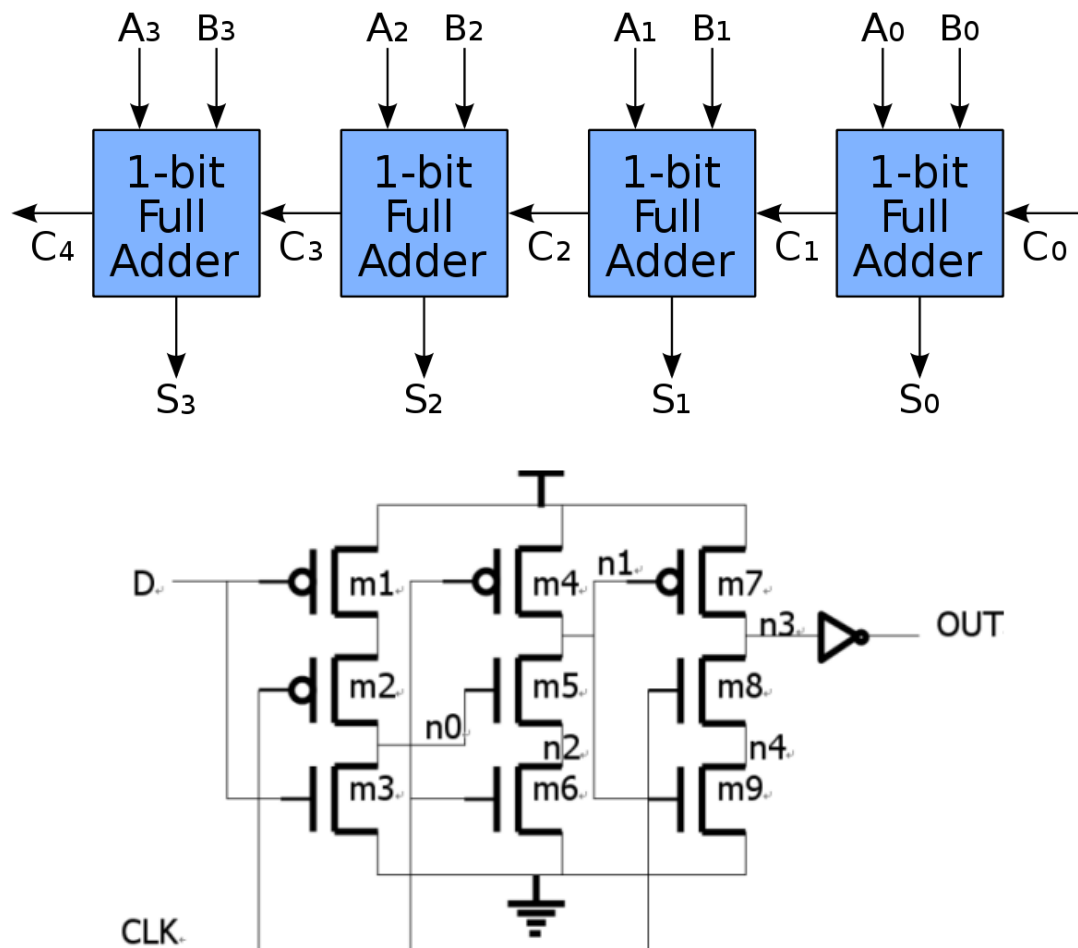 A3 B3 A2 B2 A1 B1 A0 B0
1-bit Full Adder
1-bit Full Adder
1-bit Full Adder
1-bit Full Adder
C4 C3 C2 C1 C0
S3 S2 S1 S0
D m1 m4 n1 m7
n3 OUT
m2 m5 m8
n0 n2 n4
m3 m6 m9
CLK